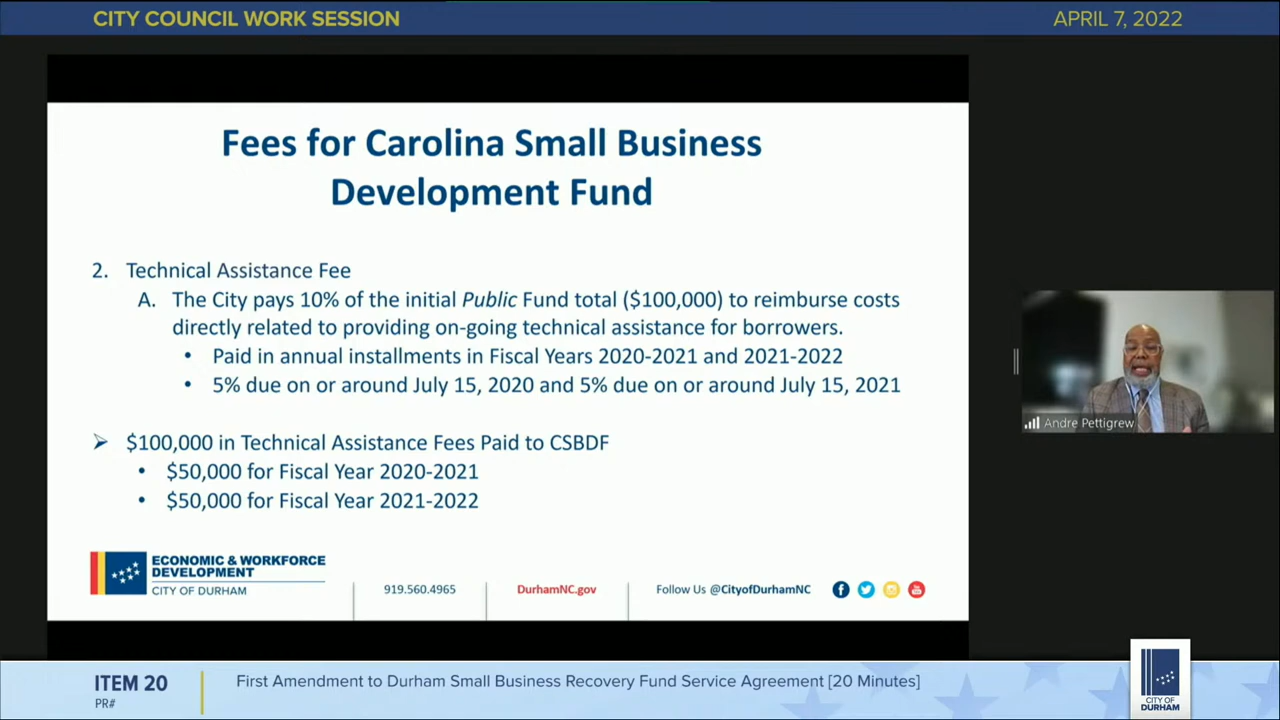 CITY COUNCIL WORK SESSION
APRIL 7, 2022
Fees for Carolina Small Business
Development Fund
2. Technical Assistance Fee
A. The City pays 10% of the initial Public Fund total ($100,000) to reimburse costs
directly related to providing on-going technical assistance for borrowers.
• Paid in annual installments in Fiscal Years 2020-2021 and 2021-2022
• 5% due on or around July 15, 2020 and 5% due on or around July 15, 2021
➢ $100,000 in Technical Assistance Fees Paid to CSBDF
• $50,000 for Fiscal Year 2020-2021
• $50,000 for Fiscal Year 2021-2022
ECONOMIC & WORKFORCE
DEVELOPMENT
CITY OF DURHAM
919.560.4965
DurhamNC.gov
Follow Us @CityofDurhamNC
Andre Pettigrew
ITEM 20
PR#
First Amendment to Durham Small Business Recovery Fund Service Agreement [20 Minutes]
CITY OF
DURHAM